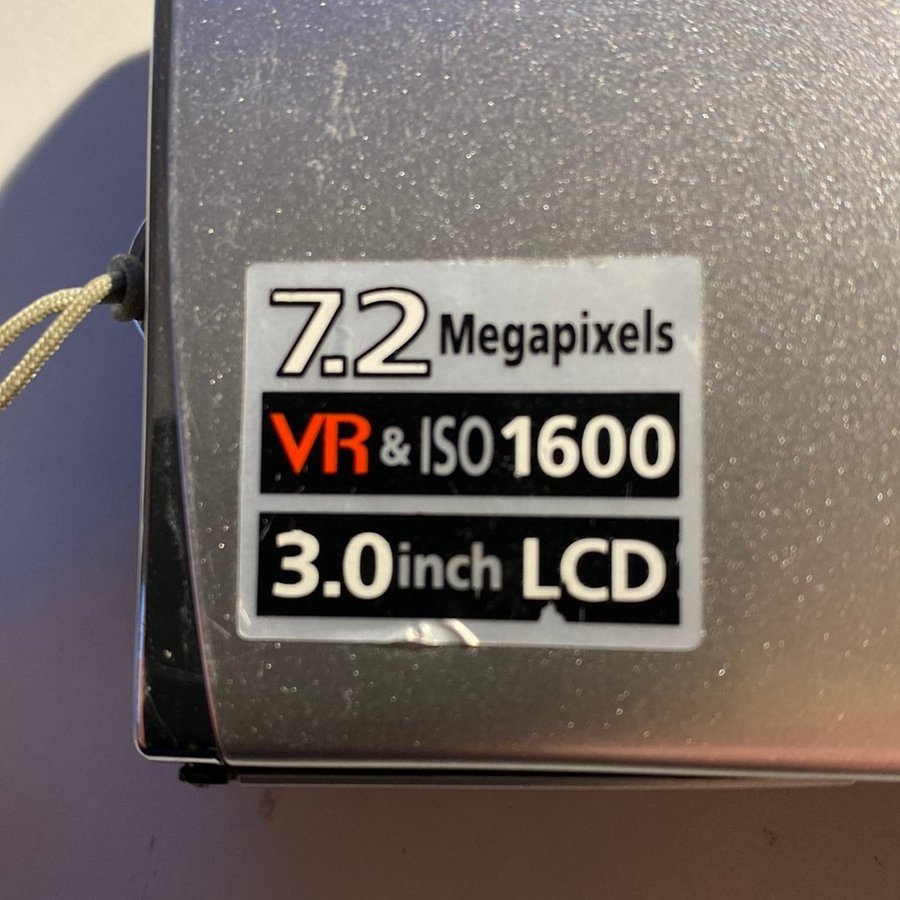 7.2 Megapixels
VR & ISO 1600
3.0 inch LCD